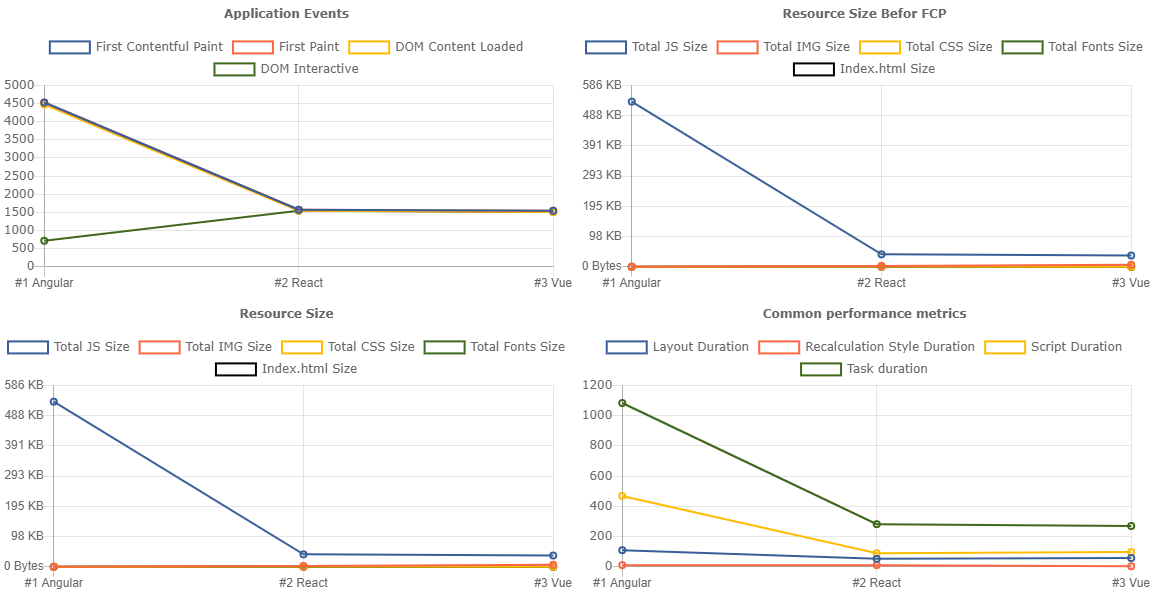 Application Events
First Contentful Paint First Paint DOM Content Loaded
DOM Interactive
5000
4500
4000
3500
3000
2500
2000
1500
1000
500
0
#1 Angular #2 React #3 Vue
Resource Size Befor FCP
Total JS Size Total IMG Size Total CSS Size Total Fonts Size
Index.html Size
586 KB
488 KB
391 KB
293 KB
195 KB
98 KB
0 Bytes
#1 Angular #2 React #3 Vue
Resource Size
Total JS Size Total IMG Size Total CSS Size Total Fonts Size
Index.html Size
586 KB
488 KB
391 KB
293 KB
195 KB
98 KB
0 Bytes
#1 Angular #2 React #3 Vue
Common performance metrics
Layout Duration Recalculation Style Duration Script Duration
Task duration
1200
1000
800
600
400
200
0
#1 Angular #2 React #3 Vue